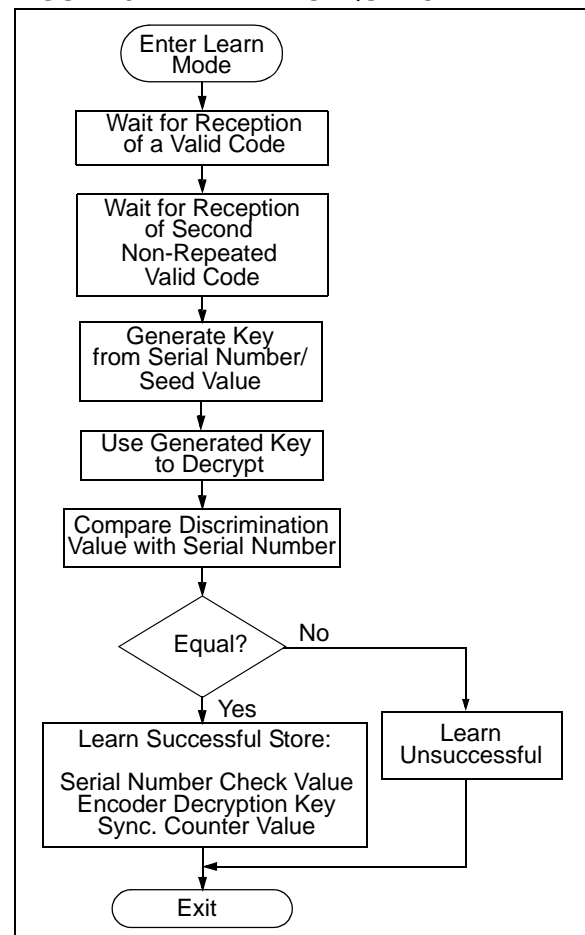 Enter Learn
Mode
Wait for Reception
of a Valid Code
Wait for Reception
of Second
Non-Repeated
Valid Code
Generate Key
from Serial Number/
Seed Value
Use Generated Key
to Decrypt
Compare Discrimination
Value with Serial Number
Equal?
No
Yes
Learn Successful Store:
Serial Number Check Value
Encoder Decryption Key
Sync. Counter Value
Learn
Unsuccessful
Exit